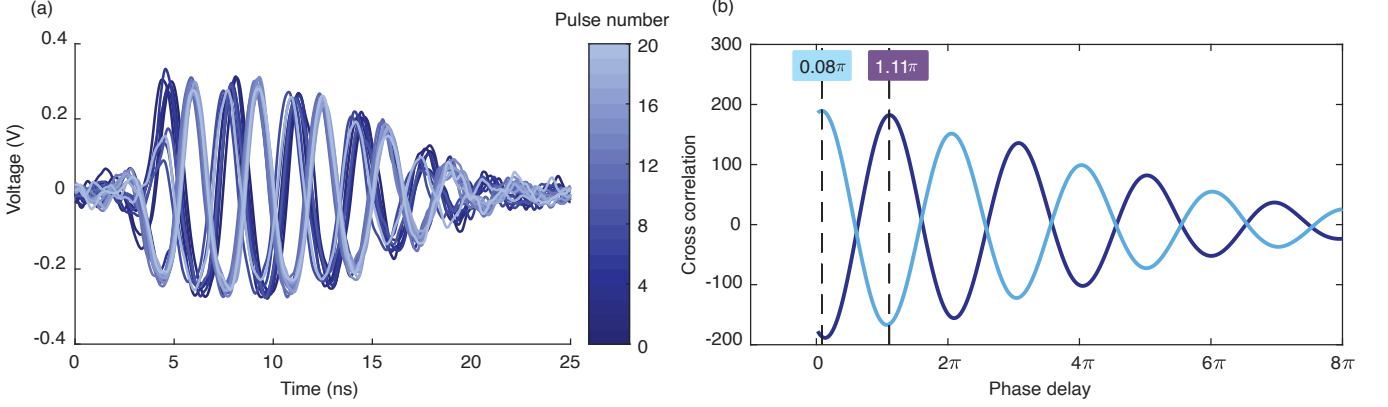 (a)
Pulse number
0.4
0.2
0
-0.2
-0.4
Voltage (V)
0
5
10
15
20
25
Time (ns)
20
16
12
8
4
0
(b)
0.08π
1.11π
300
200
100
0
-100
-200
Cross correlation
0
2π
4π
6π
8π
Phase delay